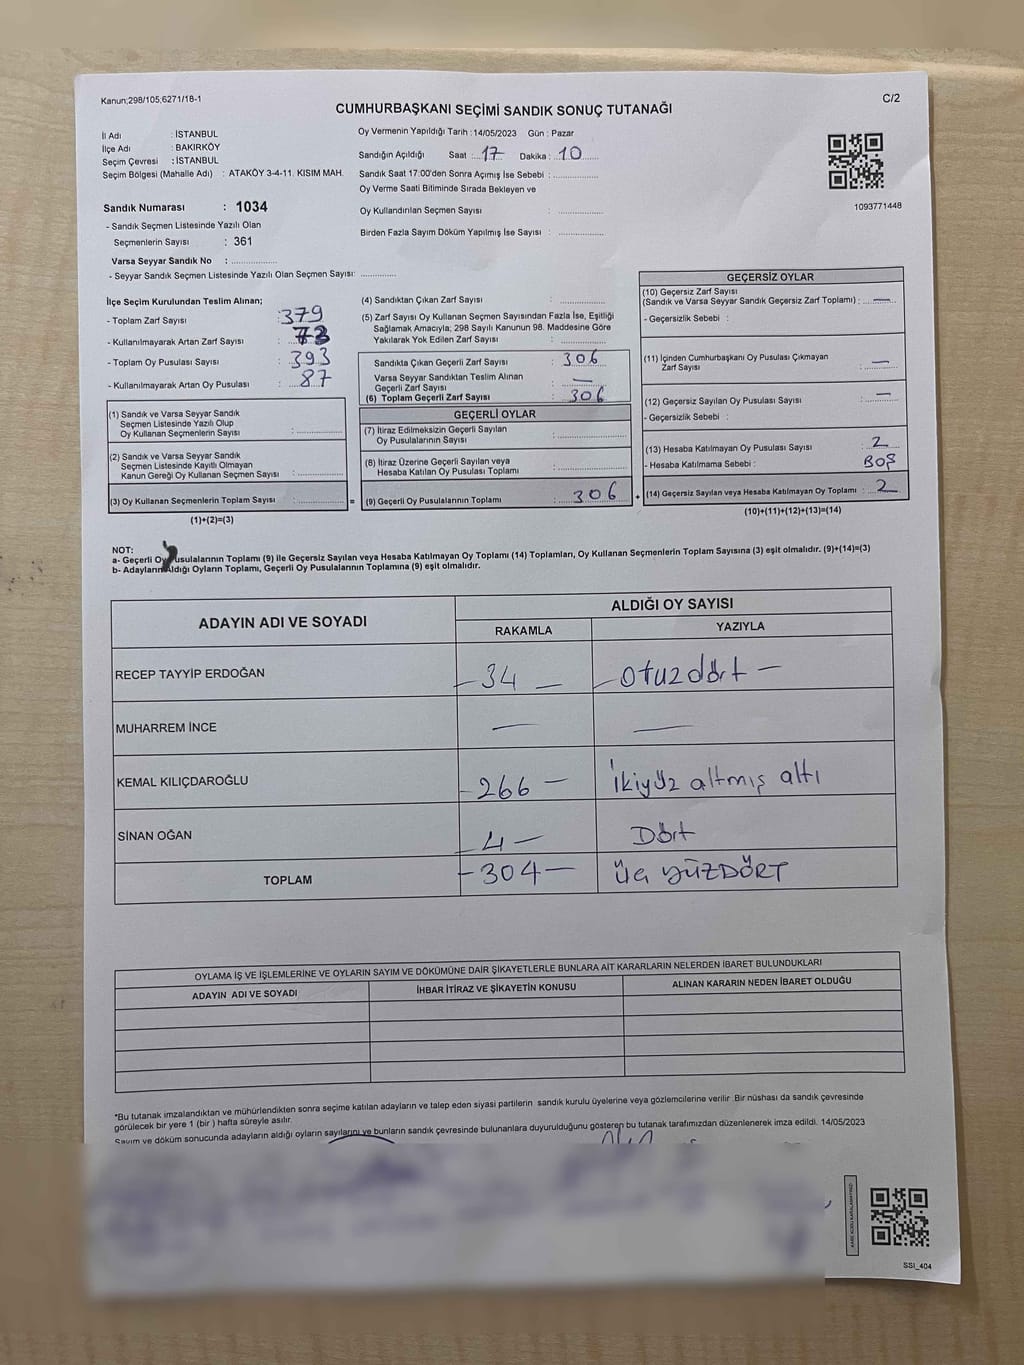 Kanun;298/105;6271/18-1
C/2
CUMHURBAŞKANI SEÇİMİ SANDIK SONUÇ TUTANAĞI
İl Adı : İSTANBUL
İlçe Adı : BAKIRKÖY
Seçim Çevresi : İSTANBUL
Seçim Bölgesi (Mahalle Adı) : ATAKÖY 3-4-11. KISIM MAH.
Sandık Numarası : 1034
- Sandık Seçmen Listesinde Yazılı Olan
Seçmenlerin Sayısı : 361
Varsa Seyyar Sandık No : ..................
- Seyyar Sandık Seçmen Listesinde Yazılı Olan Seçmen Sayısı: ..............
Oy Vermenin Yapıldığı Tarih : 14/05/2023 Gün : Pazar
Sandığın Açıldığı Saat : 17 Dakika : 10
Sandık Saat 17:00'den Sonra Açımış İse Sebebi : ..................
Oy Verme Saati Bitiminde Sırada Bekleyen ve
Oy Kullandırılan Seçmen Sayısı : ..................
Birden Fazla Sayım Döküm Yapılmış İse Sayısı : ..................
1093771448
İlçe Seçim Kurulundan Teslim Alınan;
- Toplam Zarf Sayısı : 379
- Kullanılmayarak Artan Zarf Sayısı : 73
- Toplam Oy Pusulası Sayısı : 393
- Kullanılmayarak Artan Oy Pusulası : 87
(1) Sandık ve Varsa Seyyar Sandık
Seçmen Listesinde Yazılı Olup
Oy Kullanan Seçmenlerin Sayısı : ..................
(2) Sandık ve Varsa Seyyar Sandık
Seçmen Listesinde Kayıtlı Olmayan
Kanun Gereği Oy Kullanan Seçmen Sayısı : ..................
(3) Oy Kullanan Seçmenlerin Toplam Sayısı : .................. =
(1)+(2)=(3)
(4) Sandıktan Çıkan Zarf Sayısı : ..................
(5) Zarf Sayısı Oy Kullanan Seçmen Sayısından Fazla İse, Eşitliği
Sağlamak Amacıyla; 298 Sayılı Kanunun 98. Maddesine Göre
Yakılarak Yok Edilen Zarf Sayısı : ..................
Sandıkta Çıkan Geçerli Zarf Sayısı : 306
Varsa Seyyar Sandıktan Teslim Alınan
Geçerli Zarf Sayısı : —
(6) Toplam Geçerli Zarf Sayısı : 306
GEÇERLİ OYLAR
(7) İtiraz Edilmeksizin Geçerli Sayılan
Oy Pusulalarının Sayısı : ..................
(8) İtiraz Üzerine Geçerli Sayılan veya
Hesaba Katılan Oy Pusulası Toplamı : ..................
(9) Geçerli Oy Pusulalarının Toplamı : 306 +
GEÇERSİZ OYLAR
(10) Geçersiz Zarf Sayısı
(Sandık ve Varsa Seyyar Sandık Geçersiz Zarf Toplamı) : —
- Geçersizlik Sebebi :
(11) İçinden Cumhurbaşkanı Oy Pusulası Çıkmayan
Zarf Sayısı : —
(12) Geçersiz Sayılan Oy Pusulası Sayısı : —
- Geçersizlik Sebebi :
(13) Hesaba Katılmayan Oy Pusulası Sayısı : 2
- Hesaba Katılmama Sebebi : BOŞ
(14) Geçersiz Sayılan veya Hesaba Katılmayan Oy Toplamı : 2
(10)+(11)+(12)+(13)=(14)
NOT:
a- Geçerli Oy Pusulalarının Toplamı (9) ile Geçersiz Sayılan veya Hesaba Katılmayan Oy Toplamı (14) Toplamları, Oy Kullanan Seçmenlerin Toplam Sayısına (3) eşit olmalıdır. (9)+(14)=(3)
b- Adayların Aldığı Oyların Toplamı, Geçerli Oy Pusulalarının Toplamına (9) eşit olmalıdır.
ADAYIN ADI VE SOYADI
ALDIĞI OY SAYISI
RAKAMLA YAZIYLA
RECEP TAYYİP ERDOĞAN — 34 — — otuzdört —
MUHARREM İNCE — —
KEMAL KILIÇDAROĞLU — 266 — İkiyüz altmış altı
SİNAN OĞAN — 4 — Dört
TOPLAM — 304 — üç yüzDÖRT
OYLAMA İŞ VE İŞLEMLERİNE VE OYLARIN SAYIM VE DÖKÜMÜNE DAİR ŞİKAYETLERLE BUNLARA AİT KARARLARIN NELERDEN İBARET BULUNDUKLARI
ADAYIN ADI VE SOYADI İHBAR İTİRAZ VE ŞİKAYETİN KONUSU ALINAN KARARIN NEDEN İBARET OLDUĞU
*Bu tutanak imzalandıktan ve mühürlendikten sonra seçime katılan adayların ve talep eden siyasi partilerin sandık kurulu üyelerine veya gözlemcilerine verilir .Bir nüshası da sandık çevresinde
görülecek bir yere 1 (bir ) hafta süreyle asılır.
Sayım ve döküm sonucunda adayların aldığı oyların sayılarını ve bunların sandık çevresinde bulunanlara duyurulduğunu gösteren bu tutanak tarafımızdan düzenlenerek imza edildi. 14/05/2023
SSI_404